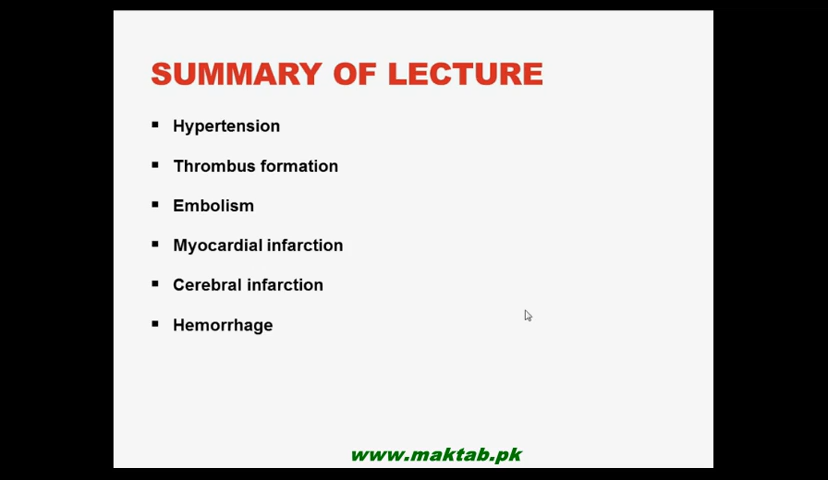 SUMMARY OF LECTURE
▪ Hypertension
▪ Thrombus formation
▪ Embolism
▪ Myocardial infarction
▪ Cerebral infarction
▪ Hemorrhage
www.maktab.pk